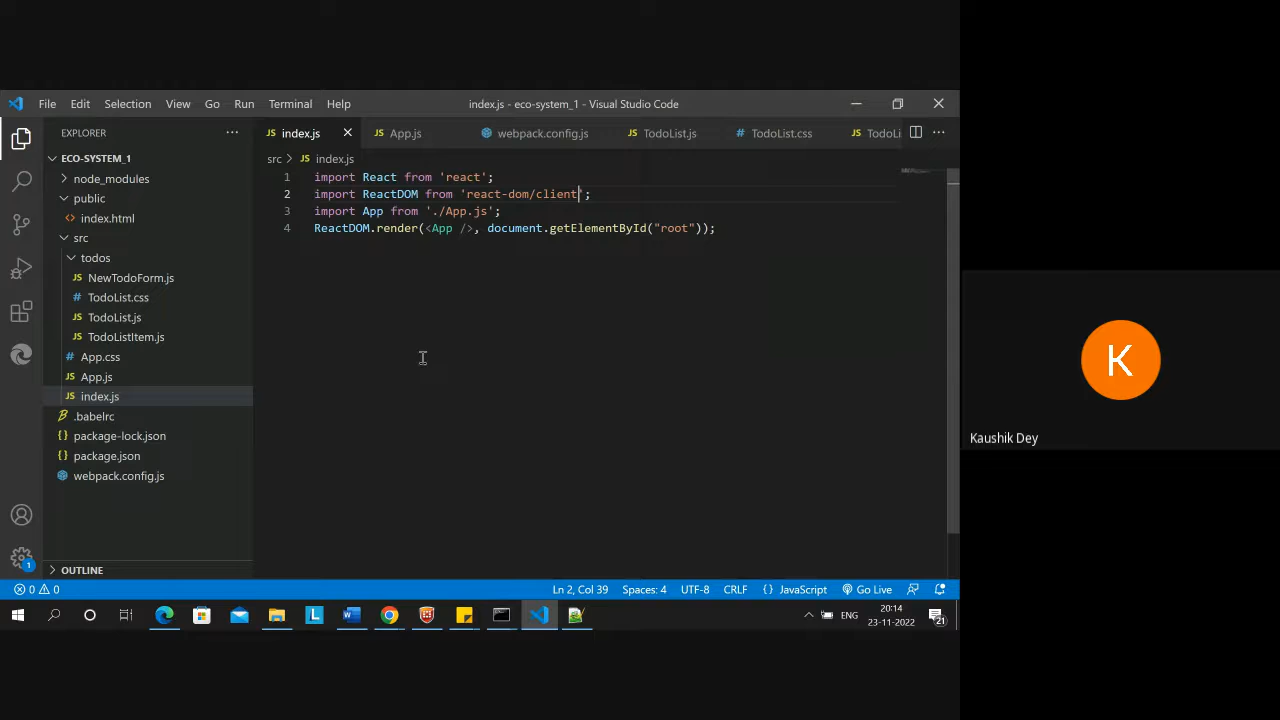 File Edit Selection View Go Run Terminal Help
index.js - eco-system_1 - Visual Studio Code
EXPLORER
ECO-SYSTEM_1
node_modules
public
index.html
src
todos
NewTodoForm.js
TodoList.css
TodoList.js
TodoListItem.js
App.css
App.js
index.js
.babelrc
package-lock.json
package.json
webpack.config.js
OUTLINE
index.js App.js webpack.config.js TodoList.js TodoList.css TodoLi
src > index.js
1 import React from 'react';
2 import ReactDOM from 'react-dom/client';
3 import App from './App.js';
4 ReactDOM.render(<App />, document.getElementById("root"));
0 0 Ln 2, Col 39 Spaces: 4 UTF-8 CRLF {} JavaScript Go Live
1
L W ENG
20:14
23-11-2022
21
K
Kaushik Dey